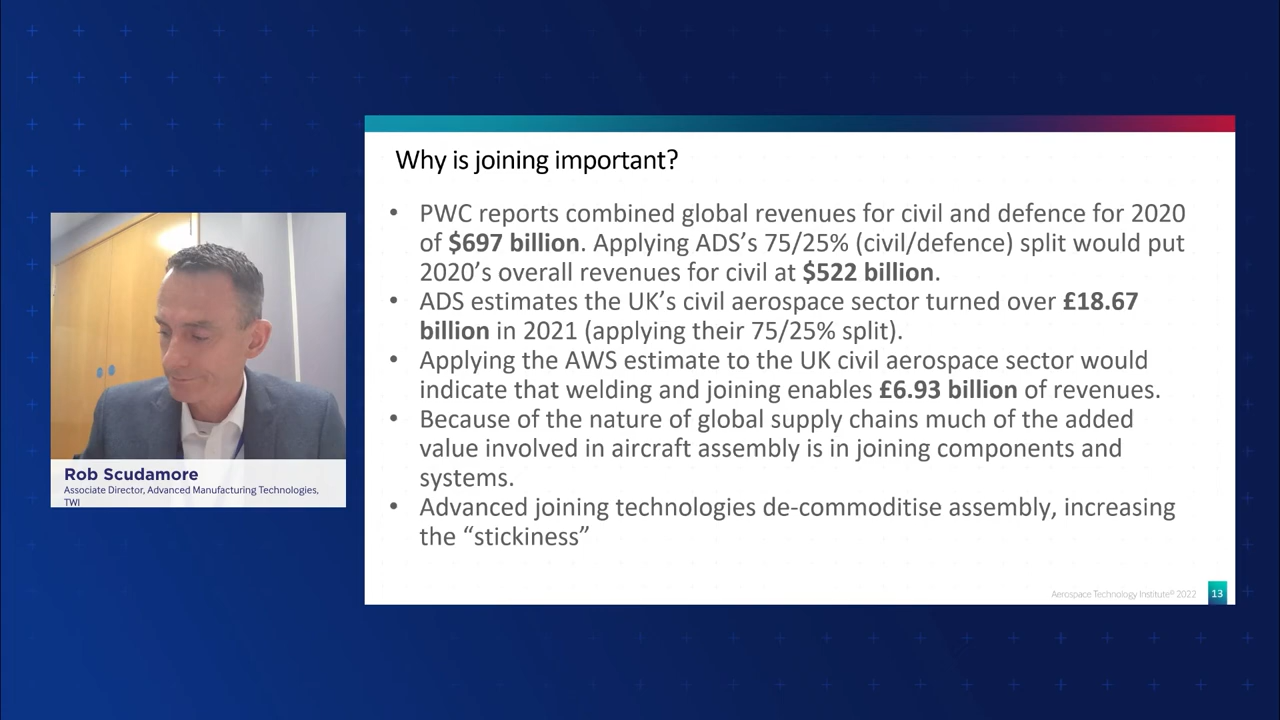 Why is joining important?
• PWC reports combined global revenues for civil and defence for 2020
of $697 billion. Applying ADS’s 75/25% (civil/defence) split would put
2020’s overall revenues for civil at $522 billion.
• ADS estimates the UK’s civil aerospace sector turned over £18.67
billion in 2021 (applying their 75/25% split).
• Applying the AWS estimate to the UK civil aerospace sector would
indicate that welding and joining enables £6.93 billion of revenues.
• Because of the nature of global supply chains much of the added
value involved in aircraft assembly is in joining components and
systems.
• Advanced joining technologies de-commoditise assembly, increasing
the “stickiness”
Aerospace Technology Institute® 2022 13
Rob Scudamore
Associate Director, Advanced Manufacturing Technologies,
TWI